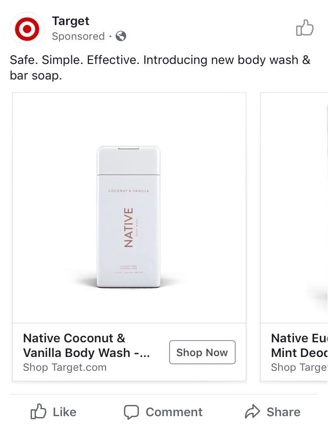 Target
Sponsored ·
Safe. Simple. Effective. Introducing new body wash &
bar soap.
COCONUT & VANILLA
NATIVE
Native Coconut &
Vanilla Body Wash -...
Shop Target.com
Shop Now
Native Eu
Mint Deod
Shop Targe
Like
Comment
Share